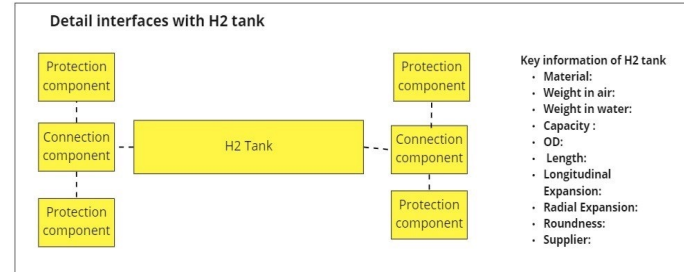 Detail interfaces with H2 tank
Protection
component
Connection
component
Protection
component
H2 Tank
Protection
component
Connection
component
Protection
component
Key information of H2 tank
• Material:
• Weight in air:
• Weight in water:
• Capacity :
• OD:
• Length:
• Longitudinal
Expansion:
• Radial Expansion:
• Roundness:
• Supplier: